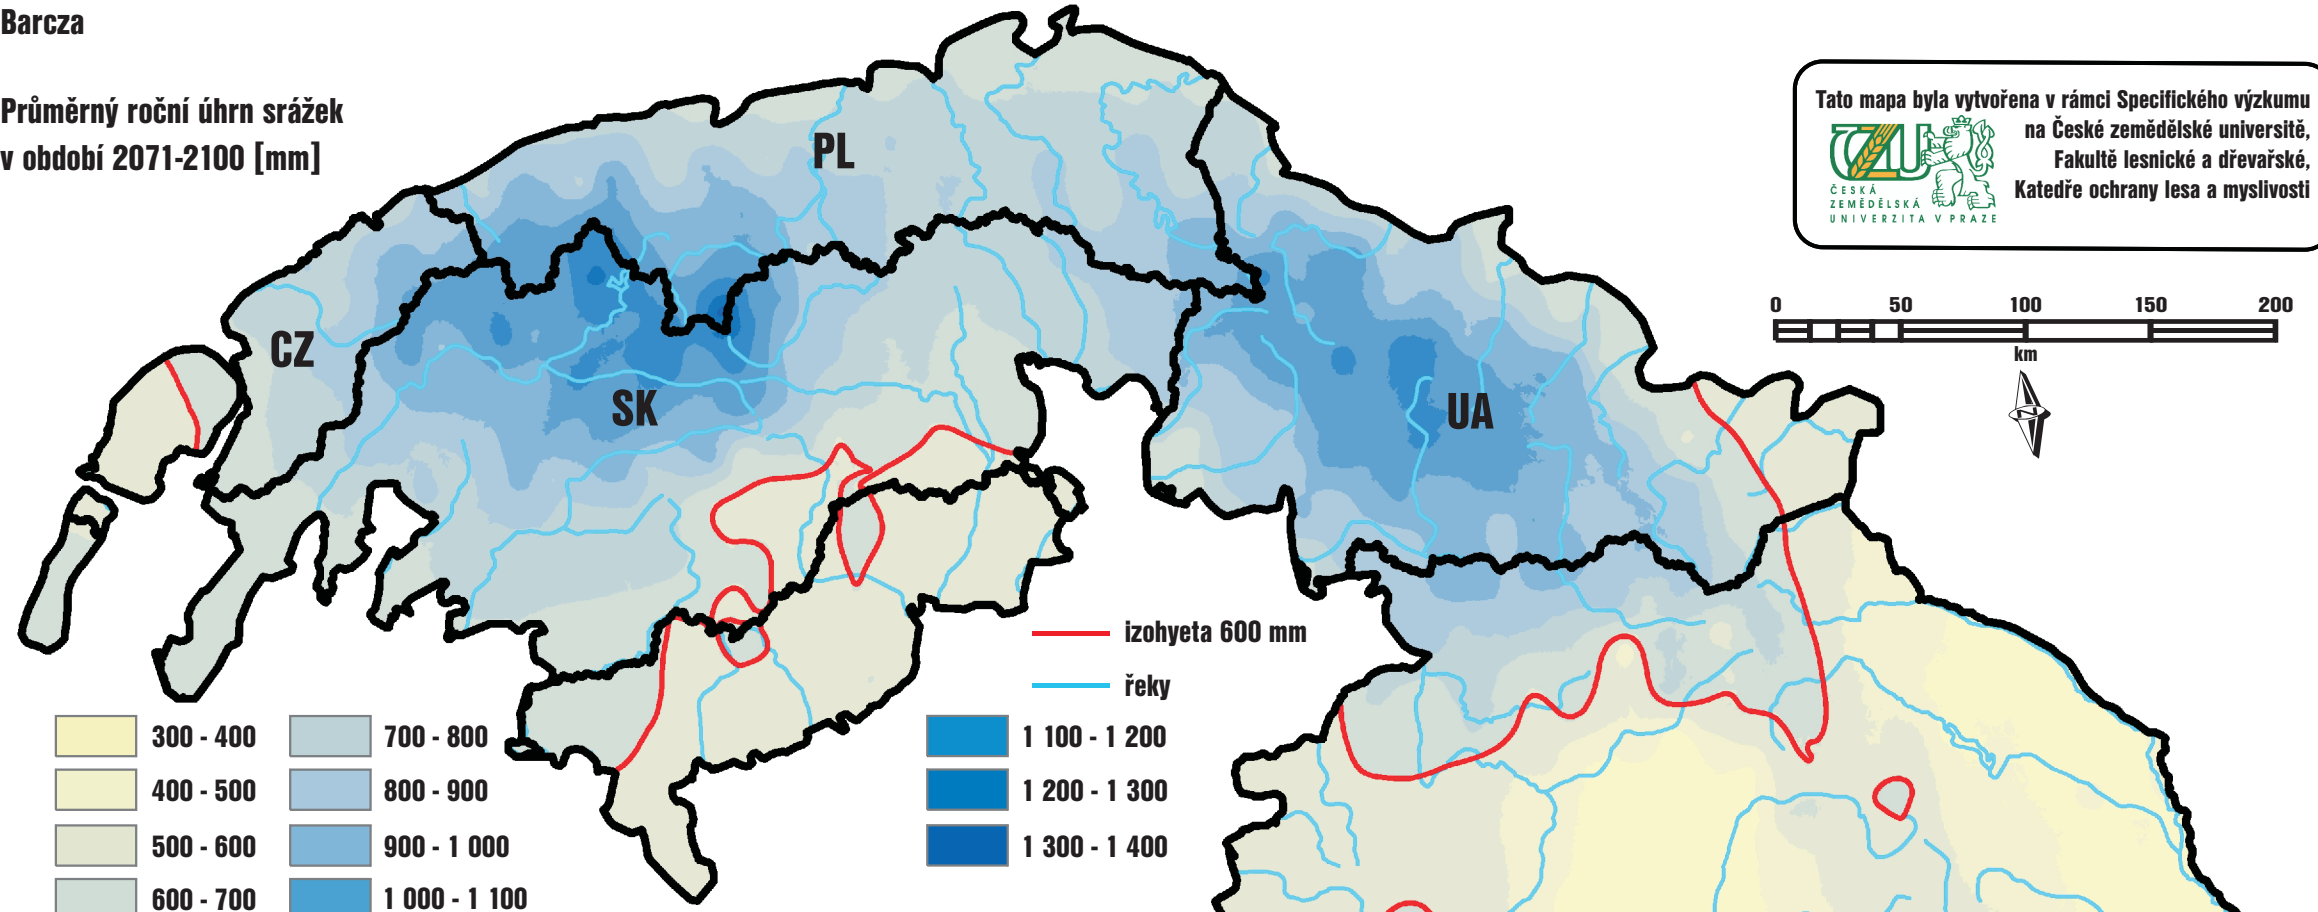 Barcza
Průměrný roční úhrn srážek
v období 2071-2100 [mm]
Tato mapa byla vytvořena v rámci Specifického výzkumu
na České zemědělské universitě,
Fakultě lesnické a dřevařské,
Katedře ochrany lesa a myslivosti
ČZU
ČESKÁ
ZEMĚDĚLSKÁ
UNIVERZITA V PRAZE
PL
CZ
SK
UA
0 50 100 150 200
km
N
izohyeta 600 mm
řeky
300 - 400
400 - 500
500 - 600
600 - 700
700 - 800
800 - 900
900 - 1 000
1 000 - 1 100
1 100 - 1 200
1 200 - 1 300
1 300 - 1 400